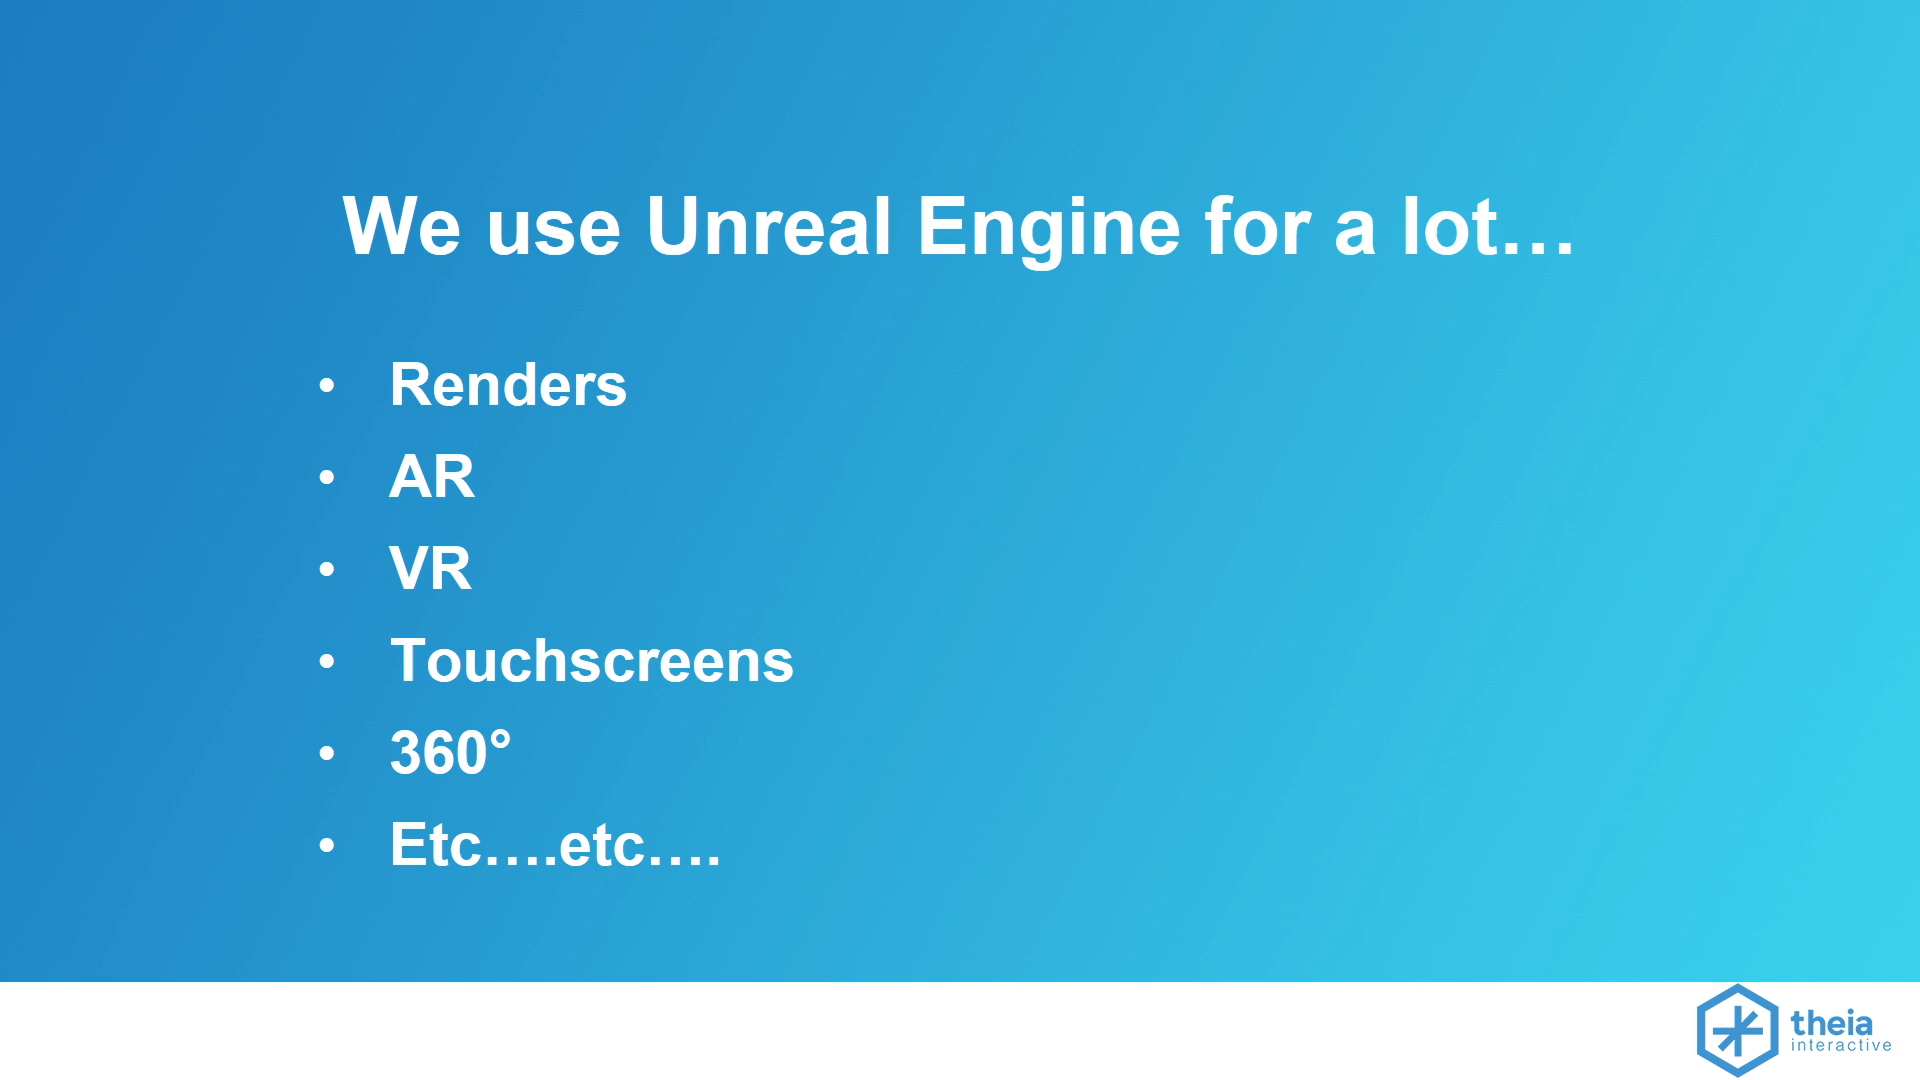 We use Unreal Engine for a lot…
• Renders
• AR
• VR
• Touchscreens
• 360°
• Etc….etc….
theia
interactive